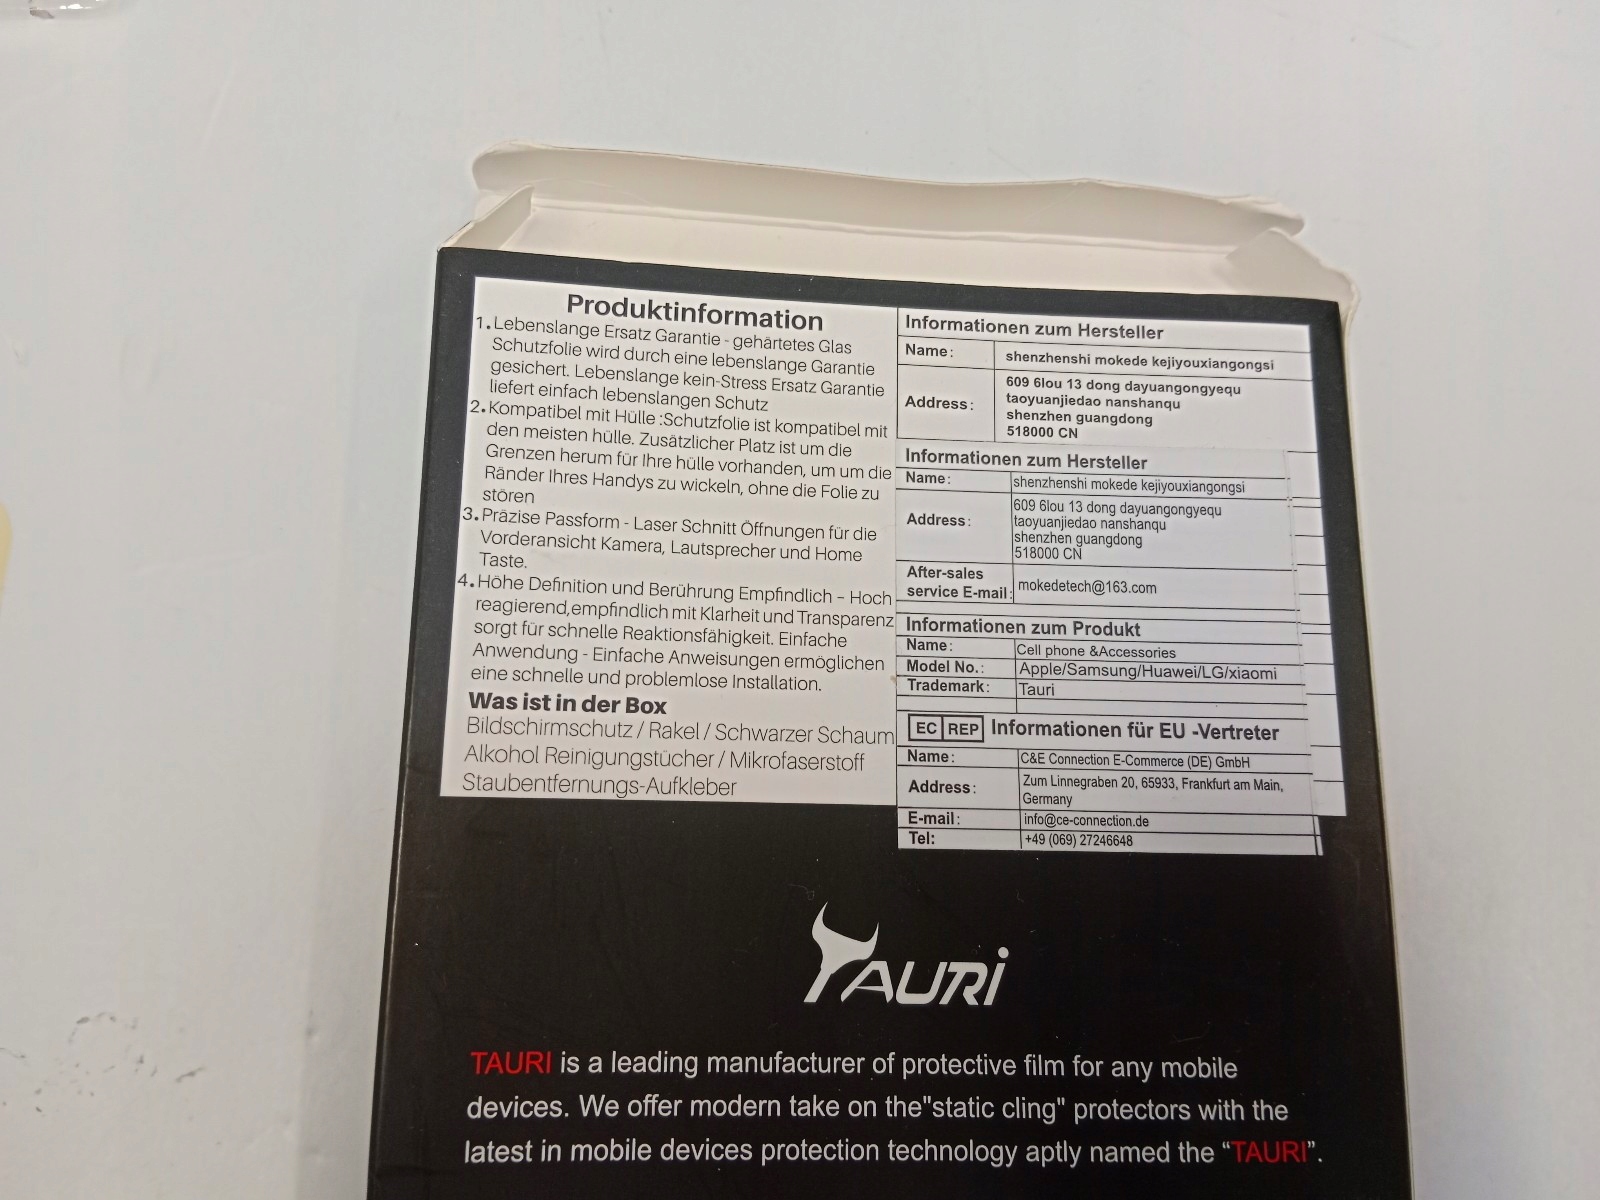 Produktinformation
1. Lebenslange Ersatz Garantie - gehärtetes Glas
Schutzfolie wird durch eine lebenslange Garantie
gesichert. Lebenslange kein-Stress Ersatz Garantie
liefert einfach lebenslangen Schutz
2. Kompatibel mit Hülle :Schutzfolie ist kompatibel mit
den meisten hülle. Zusätzlicher Platz ist um die
Grenzen herum für Ihre hülle vorhanden, um um die
Ränder Ihres Handys zu wickeln, ohne die Folie zu
stören
3. Präzise Passform - Laser Schnitt Öffnungen für die
Vorderansicht Kamera, Lautsprecher und Home
Taste.
4. Höhe Definition und Berührung Empfindlich - Hoch
reagierend,empfindlich mit Klarheit und Transparenz
sorgt für schnelle Reaktionsfähigkeit. Einfache
Anwendung - Einfache Anweisungen ermöglichen
eine schnelle und problemlose Installation.
Was ist in der Box
Bildschirmschutz / Rakel / Schwarzer Schaum
Alkohol Reinigungstücher / Mikrofaserstoff
Staubentfernungs-Aufkleber
Informationen zum Hersteller
Name: shenzhenshi mokede kejiyouxiangongsi
Address: 609 6lou 13 dong dayuangongyequ
taoyuanjiedao nanshanqu
shenzhen guangdong
518000 CN
Informationen zum Hersteller
Name: shenzhenshi mokede kejiyouxiangongsi
Address: 609 6lou 13 dong dayuangongyequ
taoyuanjiedao nanshanqu
shenzhen guangdong
518000 CN
After-sales
service E-mail: mokedetech@163.com
Informationen zum Produkt
Name: Cell phone &Accessories
Model No.: Apple/Samsung/Huawei/LG/xiaomi
Trademark: Tauri
EC REP Informationen für EU -Vertreter
Name: C&E Connection E-Commerce (DE) GmbH
Address: Zum Linnegraben 20, 65933, Frankfurt am Main,
Germany
E-mail: info@ce-connection.de
Tel: +49 (069) 27246648
TAURi
TAURI is a leading manufacturer of protective film for any mobile
devices. We offer modern take on the"static cling" protectors with the
latest in mobile devices protection technology aptly named the “TAURI”.